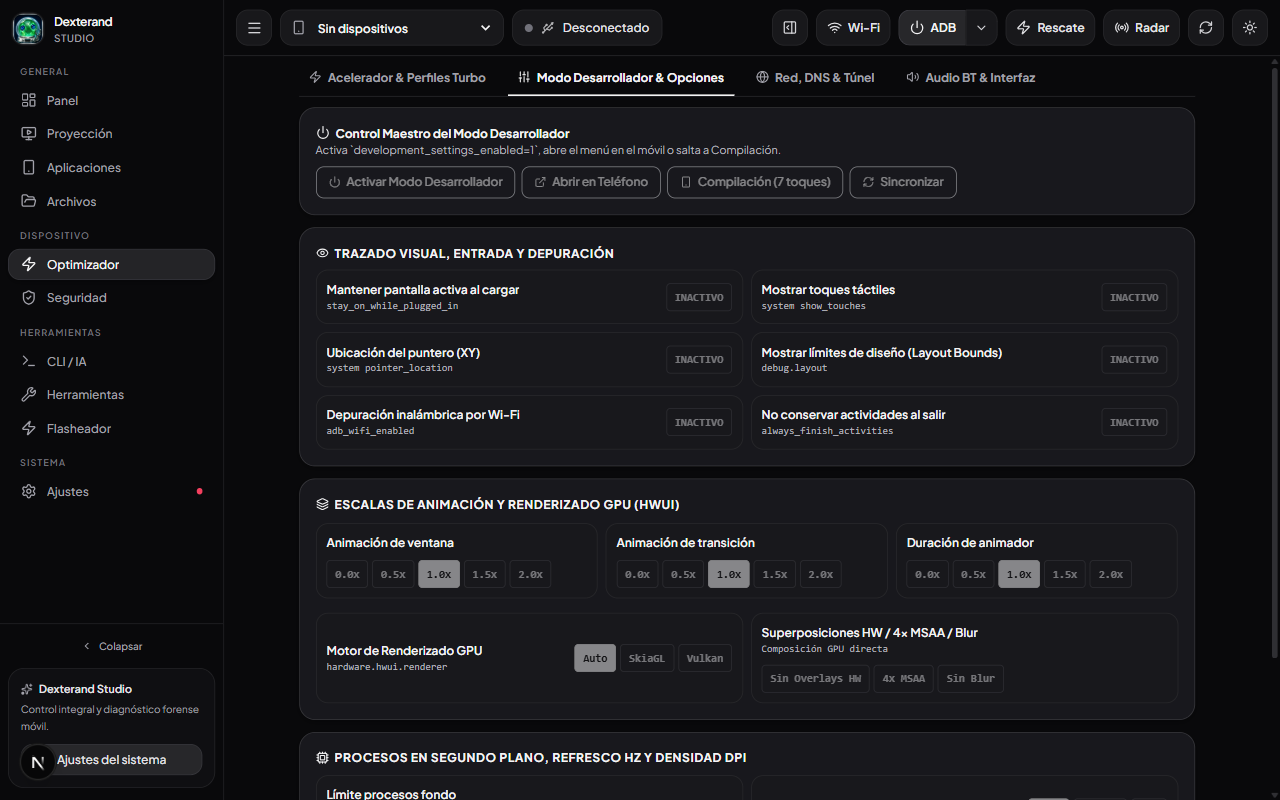 Dexterand
STUDIO
GENERAL
Panel
Proyección
Aplicaciones
Archivos
DISPOSITIVO
Optimizador
Seguridad
HERRAMIENTAS
CLI / IA
Herramientas
Flasheador
SISTEMA
Ajustes
Colapsar
Dexterand Studio
Control integral y diagnóstico forense
móvil.
N
Ajustes del sistema
Sin dispositivos
Desconectado
Wi-Fi
ADB
Rescate
Radar
Acelerador & Perfiles Turbo
Modo Desarrollador & Opciones
Red, DNS & Túnel
Audio BT & Interfaz
Control Maestro del Modo Desarrollador
Activa `development_settings_enabled=1`, abre el menú en el móvil o salta a Compilación.
Activar Modo Desarrollador
Abrir en Teléfono
Compilación (7 toques)
Sincronizar
TRAZADO VISUAL, ENTRADA Y DEPURACIÓN
Mantener pantalla activa al cargar
stay_on_while_plugged_in
INACTIVO
Mostrar toques táctiles
system show_touches
INACTIVO
Ubicación del puntero (XY)
system pointer_location
INACTIVO
Mostrar límites de diseño (Layout Bounds)
debug.layout
INACTIVO
Depuración inalámbrica por Wi-Fi
adb_wifi_enabled
INACTIVO
No conservar actividades al salir
always_finish_activities
INACTIVO
ESCALAS DE ANIMACIÓN Y RENDERIZADO GPU (HWUI)
Animación de ventana
0.0x 0.5x 1.0x 1.5x 2.0x
Animación de transición
0.0x 0.5x 1.0x 1.5x 2.0x
Duración de animador
0.0x 0.5x 1.0x 1.5x 2.0x
Motor de Renderizado GPU
hardware.hwui.renderer
Auto SkiaGL Vulkan
Superposiciones HW / 4x MSAA / Blur
Composición GPU directa
Sin Overlays HW 4x MSAA Sin Blur
PROCESOS EN SEGUNDO PLANO, REFRESCO HZ Y DENSIDAD DPI
Límite procesos fondo